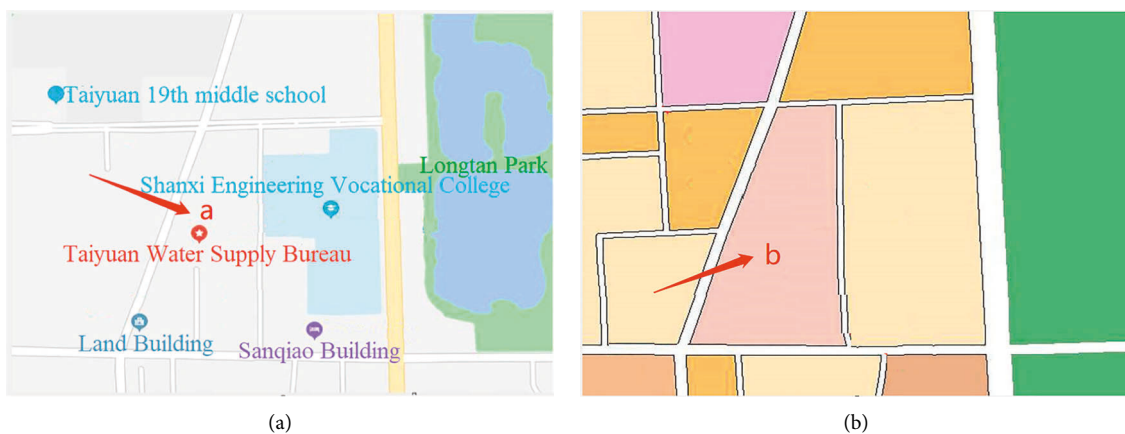 Taiyuan 19th middle school
Longtan Park
Shanxi Engineering Vocational College
a
Taiyuan Water Supply Bureau
Land Building
Sanqiao Building
b
(a)
(b)